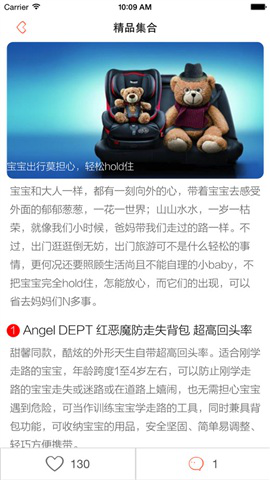 Carrier 10:09 AM
精品集合
宝宝出行莫担心，轻松hold住
宝宝和大人一样，都有一刻向外的心，带着宝宝去感受
外面的郁郁葱葱，一花一世界；山山水水，一岁一枯
荣，就像我们小时候，爸妈带我们走过的路一样。不
过，出门逛逛倒无妨，出门旅游可不是什么轻松的事
情，更何况还要照顾生活尚且不能自理的小baby，不
把宝宝完全hold住，怎能放心，而它们的出现，可以
省去妈妈们N多事。
1 Angel DEPT 红恶魔防走失背包 超高回头率
甜馨同款，酷炫的外形天生自带超高回头率。适合刚学
走路的宝宝，年龄跨度1至4岁左右，可以防止刚学走
路的宝宝走失或迷路或在道路上嬉闹，也无需担心宝宝
遇到危险，可当作训练宝宝学走路的工具，同时兼具背
包功能，可收纳宝宝的用品，安全坚固、简单易调整、
轻巧方便携带。
130 1